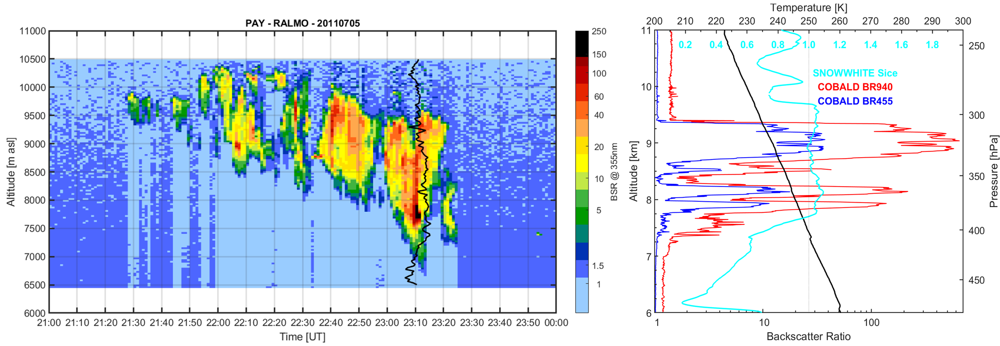 PAY - RALMO - 20110705
11000
10500
10000
9500
9000
8500
8000
7500
7000
6500
6000
Altitude [m asl]
21:00 21:10 21:20 21:30 21:40 21:50 22:00 22:10 22:20 22:30 22:40 22:50 23:00 23:10 23:20 23:30 23:40 23:50 00:00
Time [UT]
250
150
100
60
40
20
10
5
1.5
1
BSR @ 355nm
Temperature [K]
200 210 220 230 240 250 260 270 280 290 300
0.2 0.4 0.6 0.8 1.0 1.2 1.4 1.6 1.8
SNOWWHITE Sice
COBALD BR940
COBALD BR455
11
10
9
8
7
6
Altitude [km]
250
300
350
400
450
Pressure [hPa]
1 10 100
Backscatter Ratio